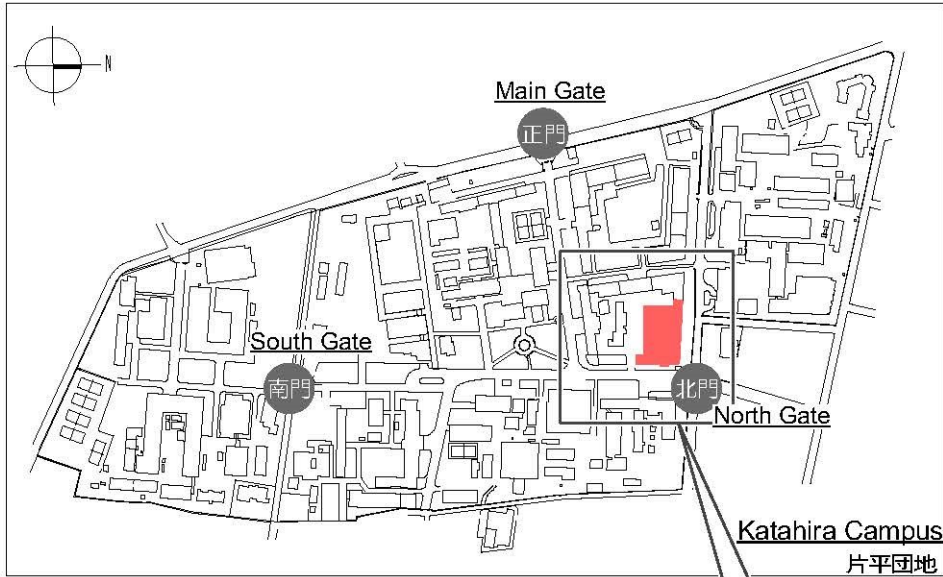 N
Main Gate
正門
South Gate
南門
北門
North Gate
Katahira Campus
片平団地